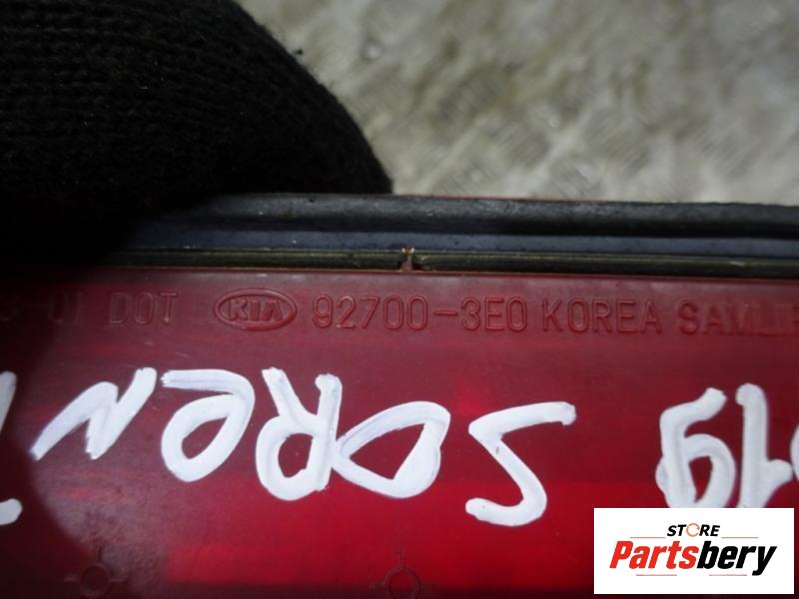 DOT KIA 92700-3E0 KOREA
SOREN
STORE
Partsbery